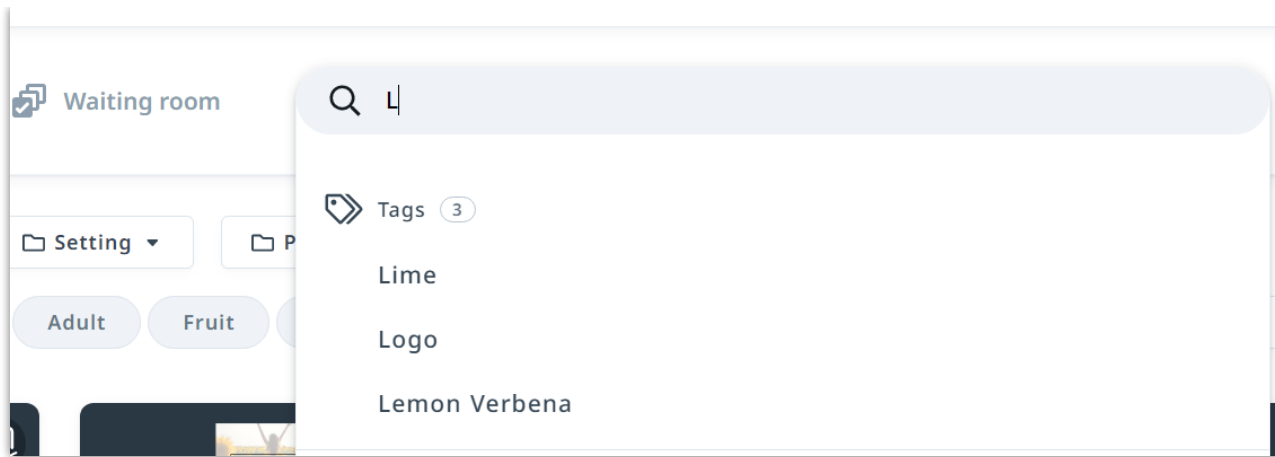 Waiting room
L
Tags 3
Setting
P
Lime
Adult
Fruit
Logo
Lemon Verbena